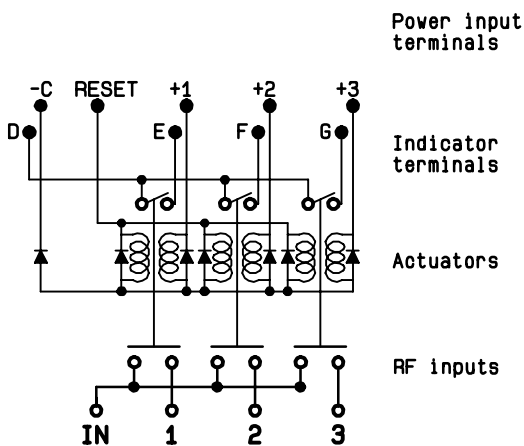 Power input
terminals
-C RESET +1 +2 +3
D E F G
Indicator
terminals
Actuators
RF inputs
IN 1 2 3